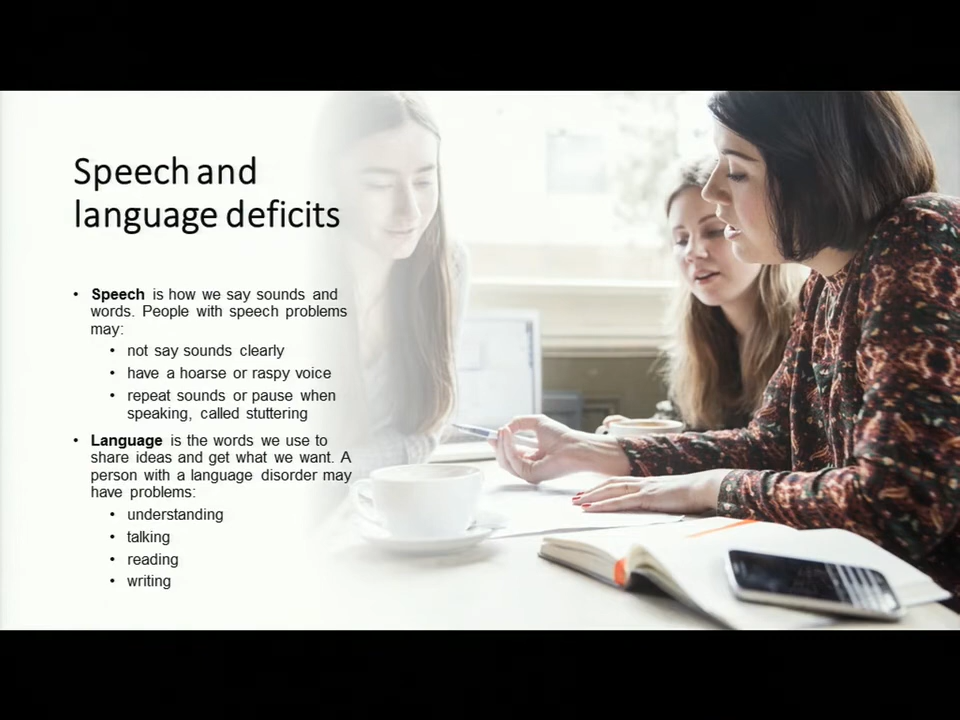 Speech and
language deficits
• Speech is how we say sounds and
words. People with speech problems
may:
• not say sounds clearly
• have a hoarse or raspy voice
• repeat sounds or pause when
speaking, called stuttering
• Language is the words we use to
share ideas and get what we want. A
person with a language disorder may
have problems:
• understanding
• talking
• reading
• writing